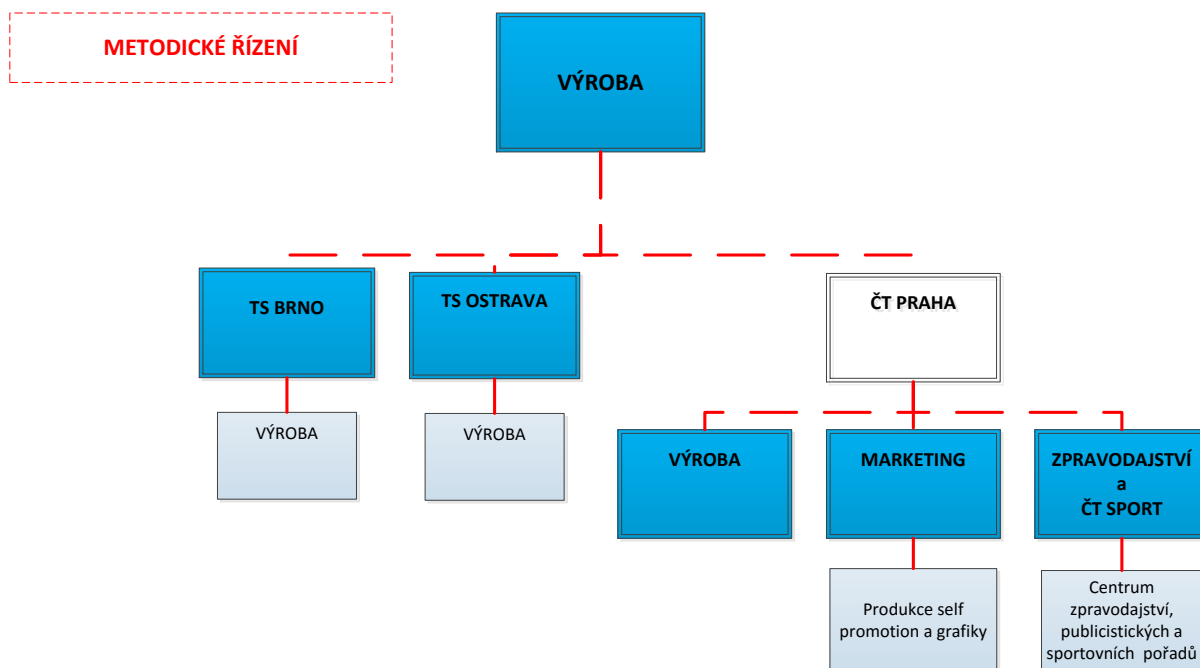 METODICKÉ ŘÍZENÍ
VÝROBA
TS BRNO
TS OSTRAVA
ČT PRAHA
VÝROBA
VÝROBA
VÝROBA
MARKETING
ZPRAVODAJSTVÍ
a
ČT SPORT
Produkce self
promotion a grafiky
Centrum
zpravodajství,
publicistických a
sportovních pořadů